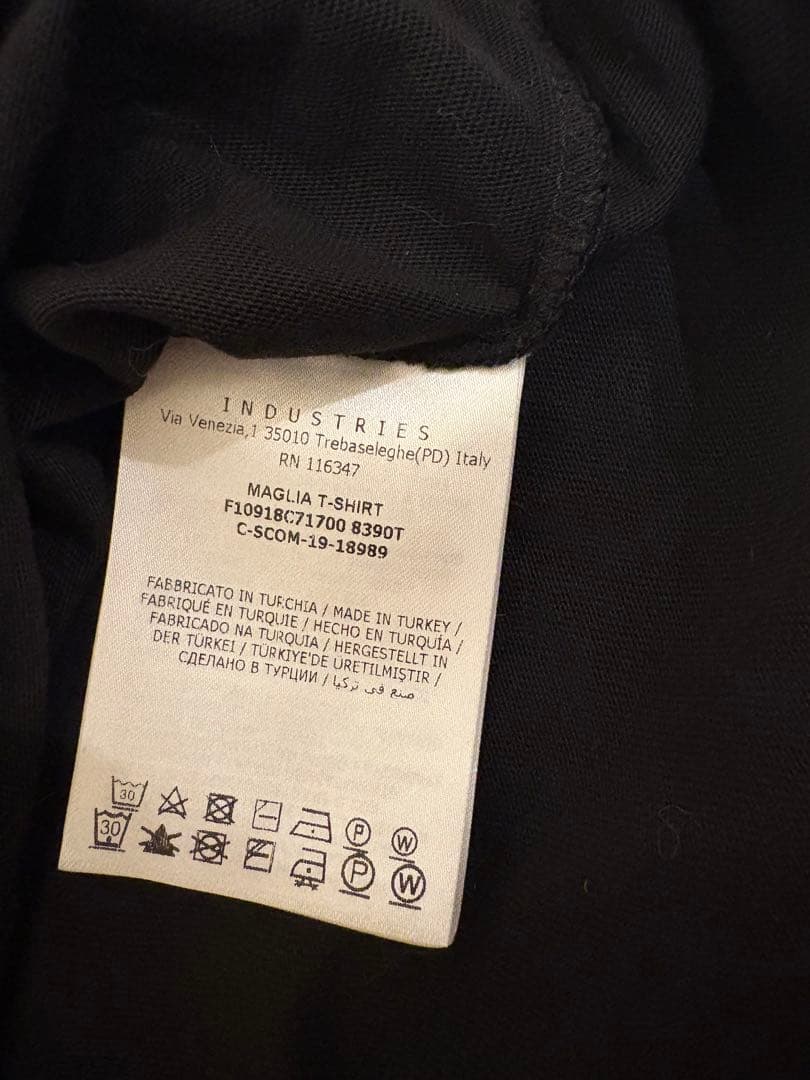 INDUSTRIES
Via Venezia,1 35010 Trebaseleghe(PD) Italy
RN 116347
MAGLIA T-SHIRT
F10918C71700 8390T
C-SCOM-19-18989
FABBRICATO IN TURCHIA / MADE IN TURKEY /
FABRIQUÉ EN TURQUIE / HECHO EN TURQUÍA /
FABRICADO NA TURQUIA / HERGESTELLT IN
DER TÜRKEI / TÜRKIYE'DE ÜRETILMIŞTIR /
СДЕЛАНО В ТУРЦИИ / صنع في تركيا
30 P W
30 P W